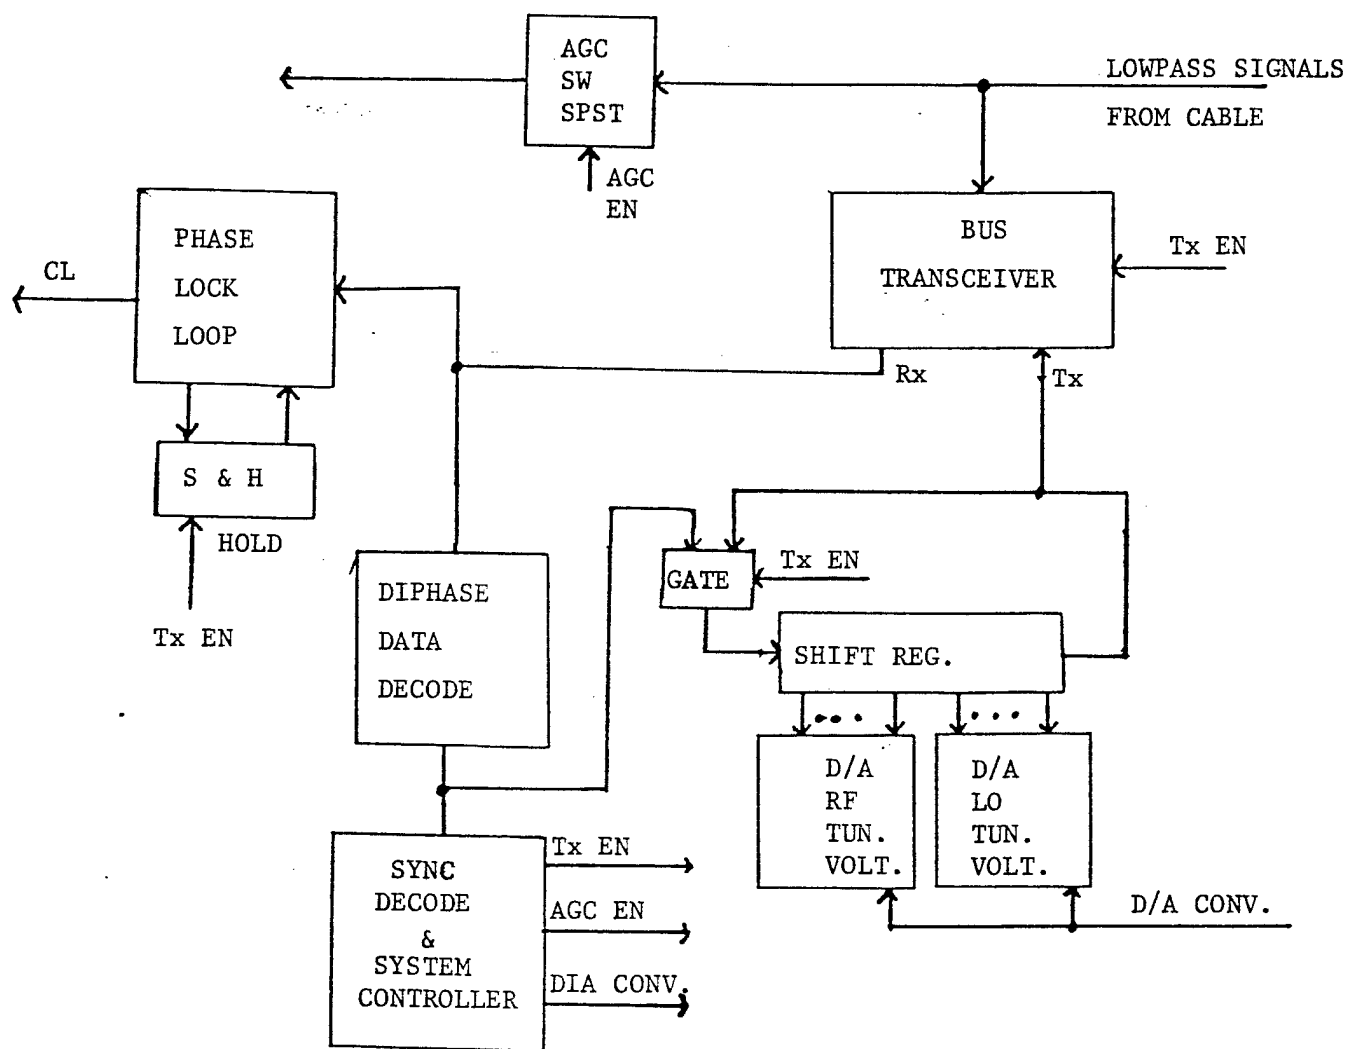 AGC
SW
SPST
LOWPASS SIGNALS
FROM CABLE
AGC
EN
BUS
TRANSCEIVER
Tx EN
PHASE
LOCK
LOOP
CL
Rx
Tx
S & H
HOLD
Tx EN
DIPHASE
DATA
DECODE
GATE
Tx EN
SHIFT REG.
D/A
RF
TUN.
VOLT.
D/A
LO
TUN.
VOLT.
D/A CONV.
SYNC
DECODE
&
SYSTEM
CONTROLLER
Tx EN
AGC EN
DIA CONV.